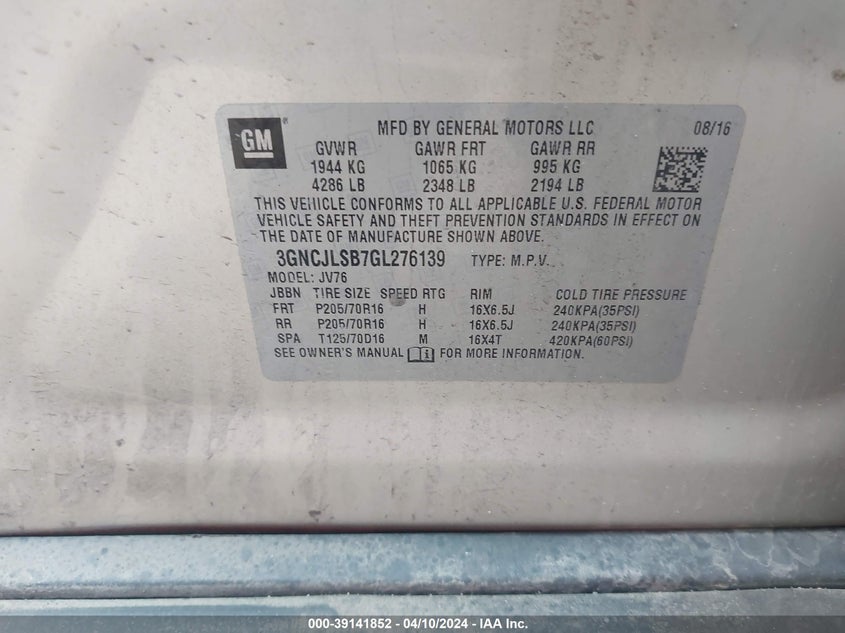 GM
MFD BY GENERAL MOTORS LLC 08/16
GVWR GAWR FRT GAWR RR
1944 KG 1065 KG 995 KG
4286 LB 2348 LB 2194 LB
THIS VEHICLE CONFORMS TO ALL APPLICABLE U.S. FEDERAL MOTOR
VEHICLE SAFETY AND THEFT PREVENTION STANDARDS IN EFFECT ON
THE DATE OF MANUFACTURE SHOWN ABOVE.
3GNCJLSB7GL276139 TYPE: M.P.V.
MODEL: JV76
JBBN TIRE SIZE SPEED RTG RIM COLD TIRE PRESSURE
FRT P205/70R16 H 16X6.5J 240KPA(35PSI)
RR P205/70R16 H 16X6.5J 240KPA(35PSI)
SPA T125/70D16 M 16X4T 420KPA(60PSI)
SEE OWNER'S MANUAL FOR MORE INFORMATION.
000-39141852 - 04/10/2024 - IAA Inc.